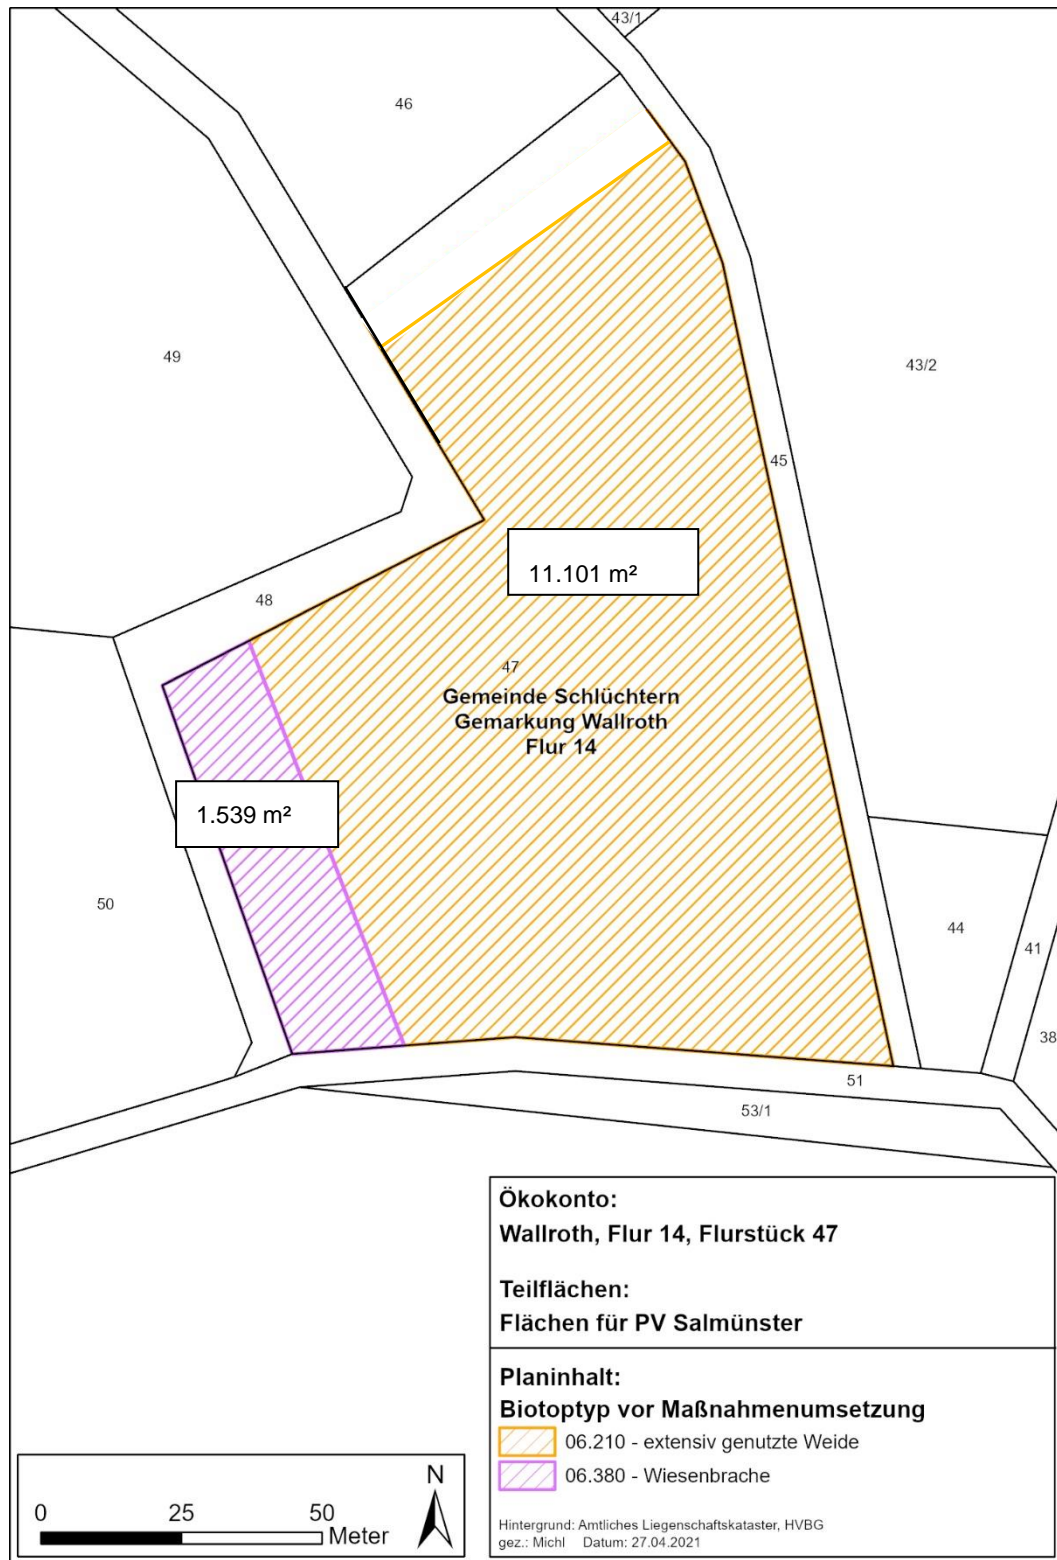 43/1
46
49
43/2
45
11.101 m²
48
47
Gemeinde Schlüchtern
Gemarkung Wallroth
Flur 14
1.539 m²
50
44
41
38
51
53/1
Ökokonto:
Wallroth, Flur 14, Flurstück 47
Teilflächen:
Flächen für PV Salmünster
Planinhalt:
Biotoptyp vor Maßnahmenumsetzung
06.210 - extensiv genutzte Weide
06.380 - Wiesenbrache
Hintergrund: Amtliches Liegenschaftskataster, HVBG
gez.: Michl Datum: 27.04.2021
N
0 25 50
Meter